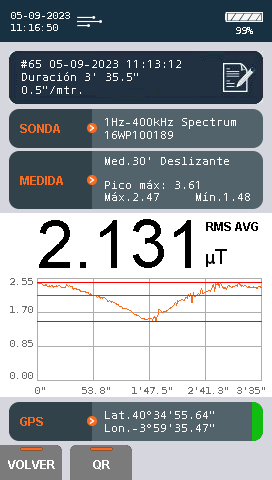 05-09-2023
11:16:50
99%
#65 05-09-2023 11:13:12
Duración 3' 35.5"
0.5"/mtr.
SONDA
1Hz-400kHz Spectrum
16WP100189
MEDIDA
Med.30' Deslizante
Pico máx: 3.61
Máx.2.47 Mín.1.48
2.131 RMS AVG
µT
2.55
1.70
0.85
0.00
0" 53.8" 1'47.5" 2'41.3" 3'35"
GPS
Lat.40°34'55.64"
Lon.-3°59'35.47"
VOLVER QR